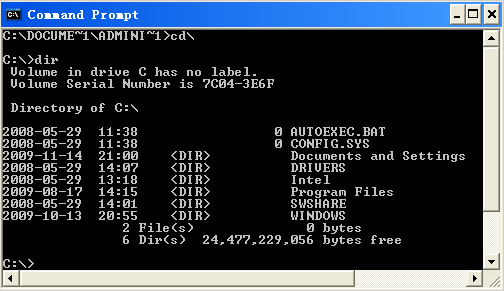 Command Prompt
C:\DOCUME~1\ADMINI~1>cd\
C:\>dir
Volume in drive C has no label.
Volume Serial Number is 7C04-3E6F
Directory of C:\
2008-05-29  11:38                 0 AUTOEXEC.BAT
2008-05-29  11:38                 0 CONFIG.SYS
2009-11-14  21:00    <DIR>          Documents and Settings
2008-05-29  14:07    <DIR>          DRIVERS
2008-05-29  13:18    <DIR>          Intel
2009-08-17  14:15    <DIR>          Program Files
2008-05-29  14:01    <DIR>          SWSHARE
2009-10-13  20:55    <DIR>          WINDOWS
2 File(s)              0 bytes
6 Dir(s)  24,477,229,056 bytes free
C:\>